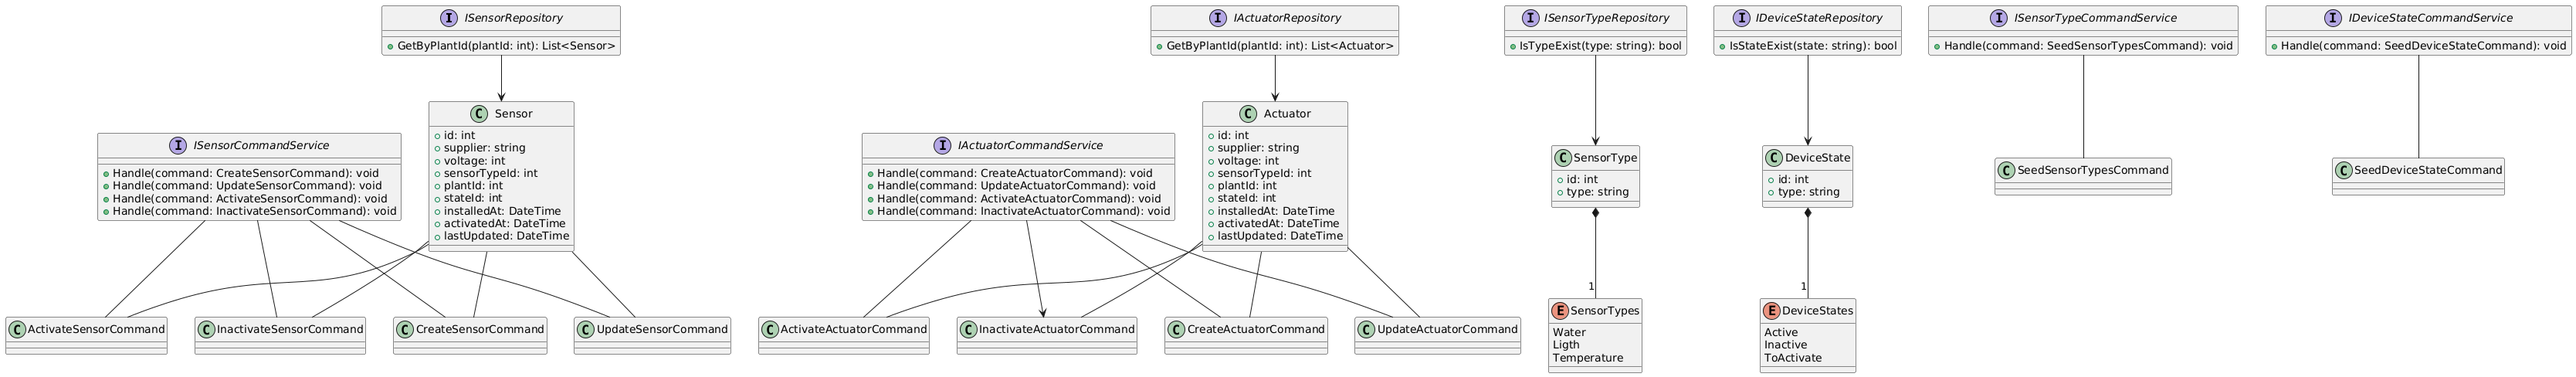 I ISensorRepository
GetByPlantId(plantId: int): List<Sensor>
I IActuatorRepository
GetByPlantId(plantId: int): List<Actuator>
I ISensorTypeRepository
IsTypeExist(type: string): bool
I IDeviceStateRepository
IsStateExist(state: string): bool
I ISensorTypeCommandService
Handle(command: SeedSensorTypesCommand): void
I IDeviceStateCommandService
Handle(command: SeedDeviceStateCommand): void
I ISensorCommandService
Handle(command: CreateSensorCommand): void
Handle(command: UpdateSensorCommand): void
Handle(command: ActivateSensorCommand): void
Handle(command: InactivateSensorCommand): void
C Sensor
id: int
supplier: string
voltage: int
sensorTypeId: int
plantId: int
stateId: int
installedAt: DateTime
activatedAt: DateTime
lastUpdated: DateTime
I IActuatorCommandService
Handle(command: CreateActuatorCommand): void
Handle(command: UpdateActuatorCommand): void
Handle(command: ActivateActuatorCommand): void
Handle(command: InactivateActuatorCommand): void
C Actuator
id: int
supplier: string
voltage: int
sensorTypeId: int
plantId: int
stateId: int
installedAt: DateTime
activatedAt: DateTime
lastUpdated: DateTime
C SensorType
id: int
type: string
C DeviceState
id: int
type: string
C SeedSensorTypesCommand
C SeedDeviceStateCommand
1
1
C ActivateSensorCommand
C InactivateSensorCommand
C CreateSensorCommand
C UpdateSensorCommand
C ActivateActuatorCommand
C InactivateActuatorCommand
C CreateActuatorCommand
C UpdateActuatorCommand
E SensorTypes
Water
Ligth
Temperature
E DeviceStates
Active
Inactive
ToActivate